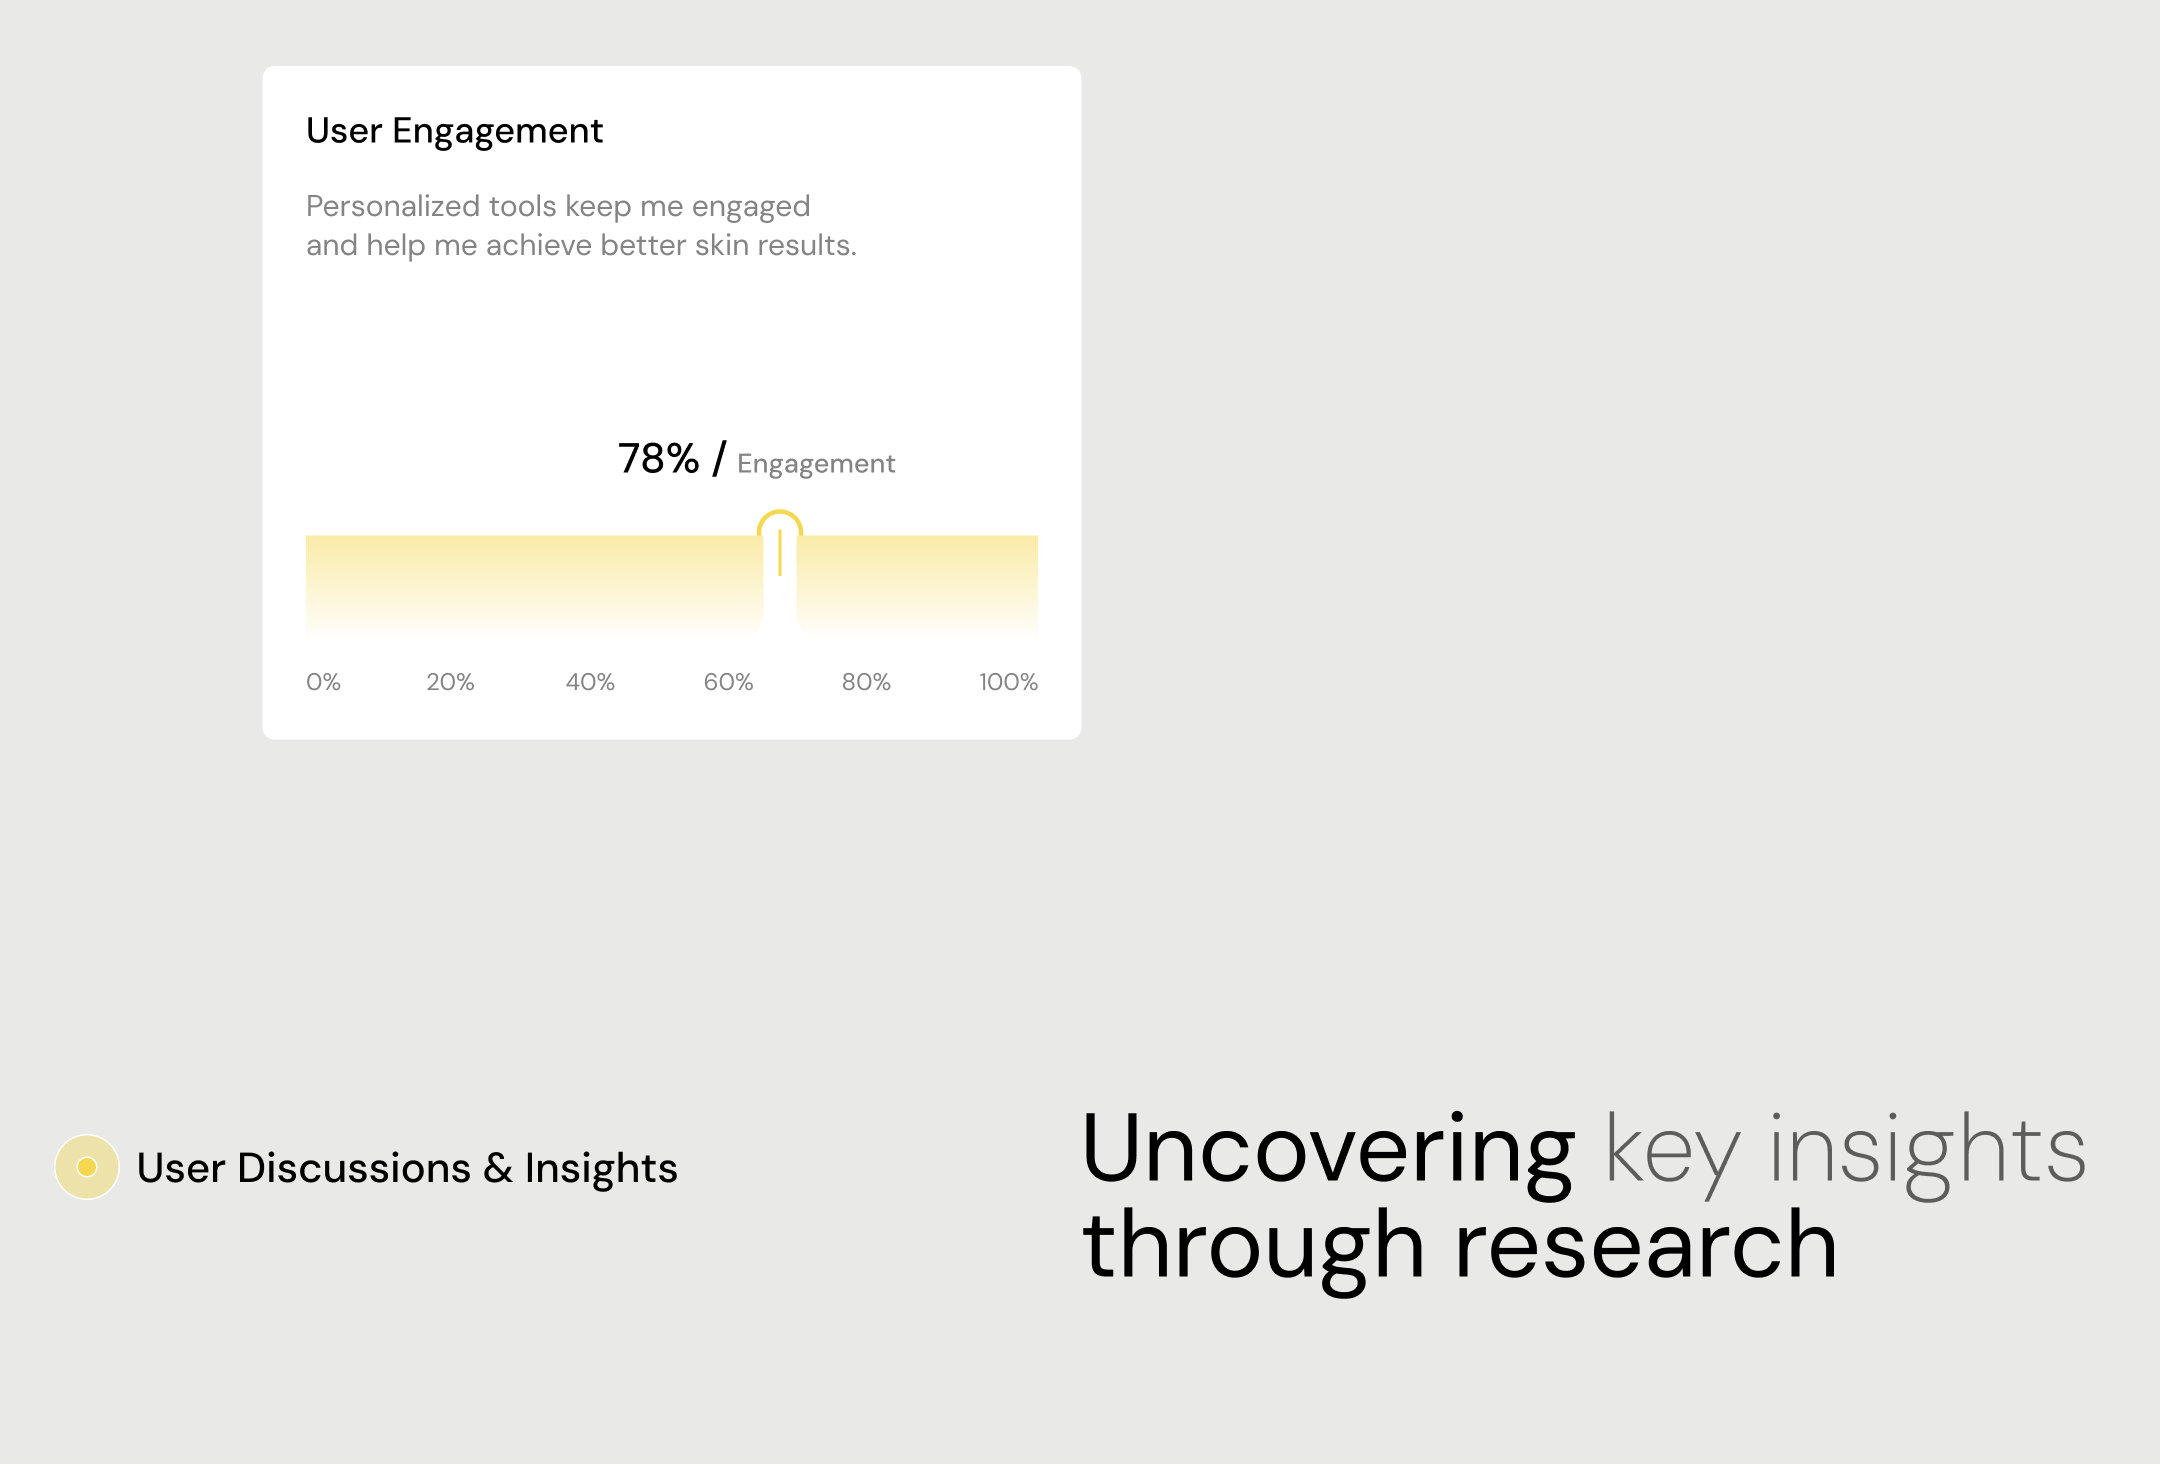 User Engagement
Personalized tools keep me engaged
and help me achieve better skin results.
78% / Engagement
0% 20% 40% 60% 80% 100%
User Discussions & Insights
Uncovering key insights
through research